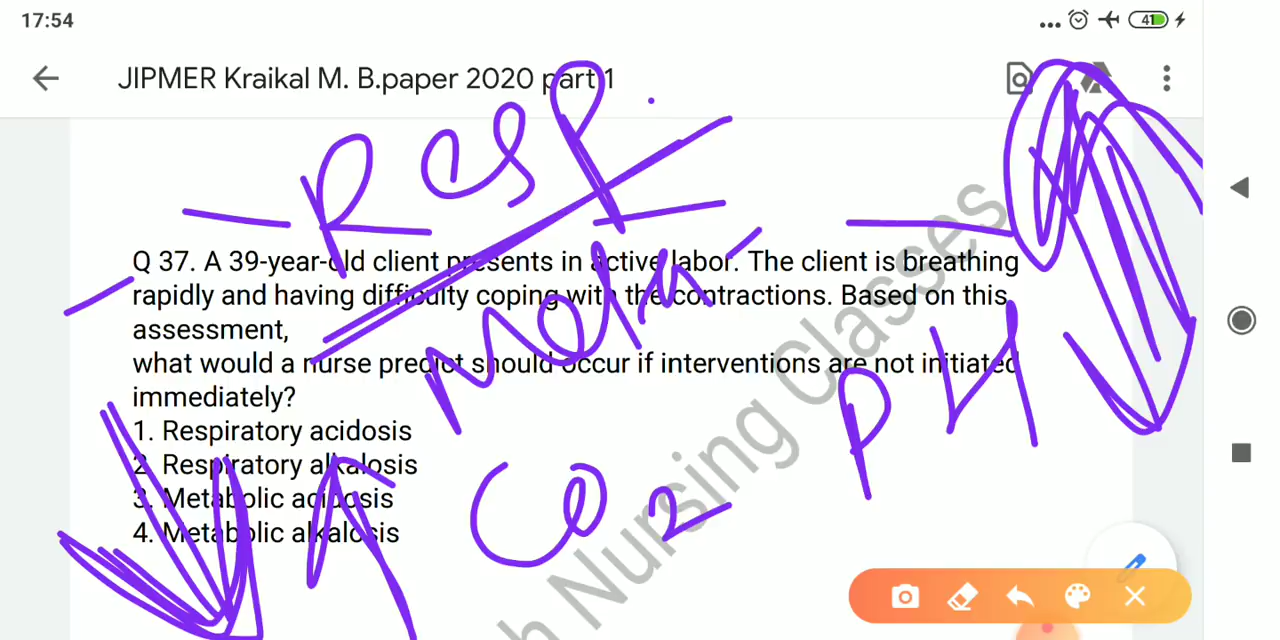 17:54
41
JIPMER Kraikal M. B.paper 2020 part 1
Resp.
Q 37. A 39-year-old client presents in active labor. The client is breathing
rapidly and having difficulty coping with the contractions. Based on this
assessment,
what would a nurse predict should occur if interventions are not initiated
immediately?
1. Respiratory acidosis
2. Respiratory alkalosis
3. Metabolic acidosis
4. Metabolic alkalosis
CO2
PH
Nursing Classes